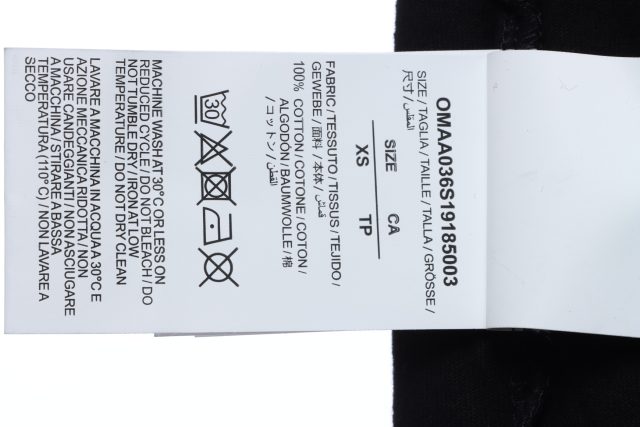 OMAA036S19185003
SIZE / TAGLIA / TAILLE / TALLA / GRÖSSE /
尺寸 / المقاس
SIZE CA
XS TP
FABRIC / TESSUTO / TISSUS / TEJIDO /
GEWEBE / 面料 / 本体 / قماش
100% COTTON / COTONE / COTON /
ALGODÓN / BAUMWOLLE / 棉
/ コットン / القطن
30
MACHINE WASH AT 30°C OR LESS ON
REDUCED CYCLE / DO NOT BLEACH / DO
NOT TUMBLE DRY / IRON AT LOW
TEMPERATURE / DO NOT DRY CLEAN
LAVARE A MACCHINA IN ACQUA A 30°C E
AZIONE MECCANICA RIDOTTA / NON
USARE CANDEGGIANTI / NON ASCIUGARE
A MACCHINA / STIRARE A BASSA
TEMPERATURA (110°C) / NON LAVARE A
SECCO